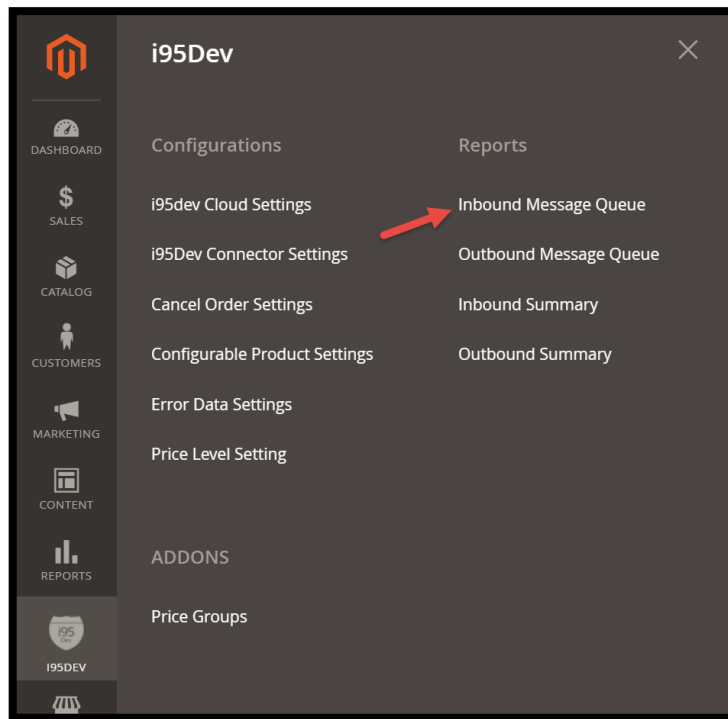 i95Dev
DASHBOARD
SALES
CATALOG
CUSTOMERS
MARKETING
CONTENT
REPORTS
i95
Dev
I95DEV
Configurations
i95dev Cloud Settings
i95Dev Connector Settings
Cancel Order Settings
Configurable Product Settings
Error Data Settings
Price Level Setting
ADDONS
Price Groups
Reports
Inbound Message Queue
Outbound Message Queue
Inbound Summary
Outbound Summary